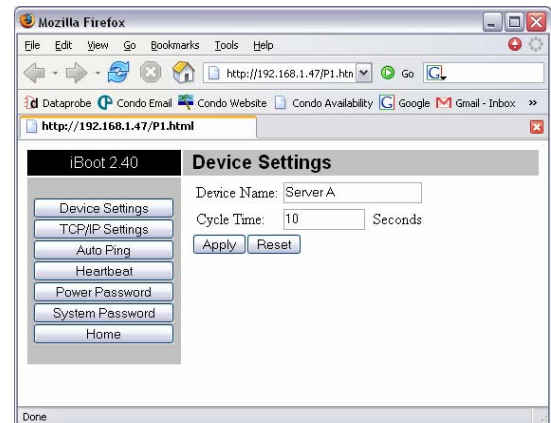 Mozilla Firefox
File Edit View Go Bookmarks Tools Help
http://192.168.1.47/P1.htn Go
Dataprobe Condo Email Condo Website Condo Availability Google Gmail - Inbox »
http://192.168.1.47/P1.html
iBoot 2.40
Device Settings
TCP/IP Settings
Auto Ping
Heartbeat
Power Password
System Password
Home
Device Settings
Device Name: Server A
Cycle Time: 10 Seconds
Apply Reset
Done